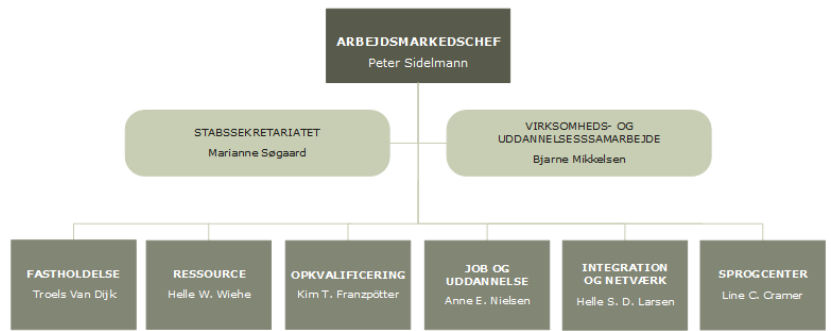 ARBEJDSMARKEDSCHEF
Peter Sidelmann
STABSSEKRETARIATET
Marianne Søgaard
VIRKSOMHEDS- OG
UDDANNELSESSSAMARBEJDE
Bjarne Mikkelsen
FASTHOLDELSE
Troels Van Dijk
RESSOURCE
Helle W. Wiehe
OPKVALIFICERING
Kim T. Franzpötter
JOB OG
UDDANNELSE
Anne E. Nielsen
INTEGRATION
OG NETVÆRK
Helle S. D. Larsen
SPROGCENTER
Line C. Cramer